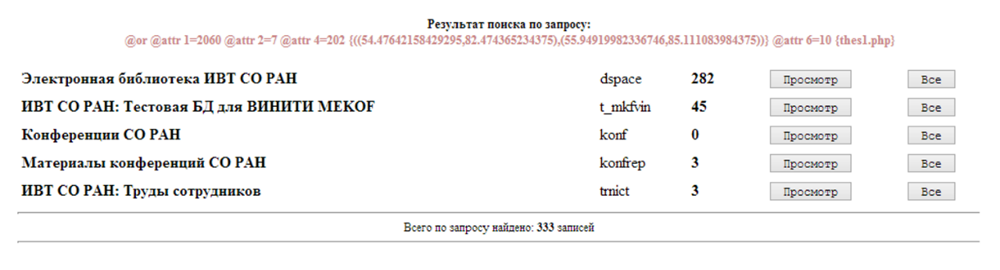 Результат поиска по запросу:
@or @attr 1=2060 @attr 2=7 @attr 4=202 {((54.47642158429295,82.474365234375),(55.94919982336746,85.111083984375))} @attr 6=10 {thes1.php}
Электронная библиотека ИВТ СО РАН dspace 282 Просмотр Все
ИВТ СО РАН: Тестовая БД для ВИНИТИ MEKOF t_mkfvin 45 Просмотр Все
Конференции СО РАН konf 0 Просмотр Все
Материалы конференций СО РАН konfrep 3 Просмотр Все
ИВТ СО РАН: Труды сотрудников trnict 3 Просмотр Все
Всего по запросу найдено: 333 записей